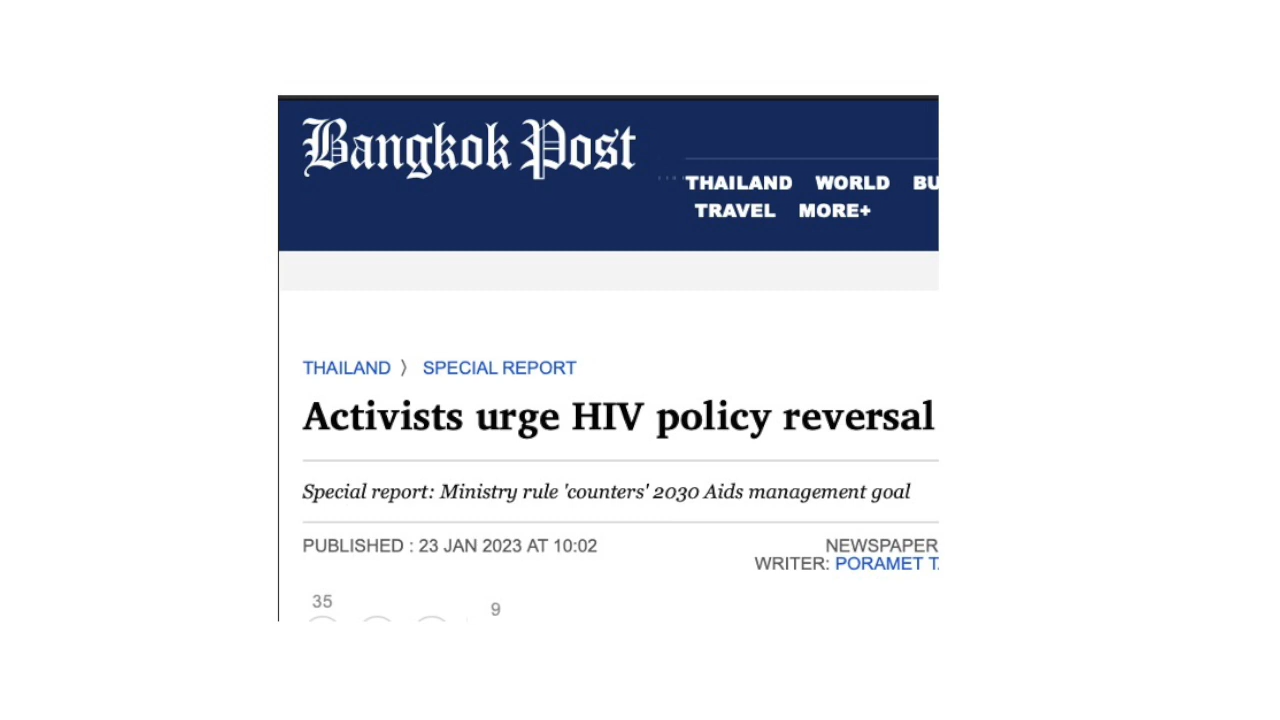 Bangkok Post
THAILAND WORLD
TRAVEL MORE+
THAILAND 〉 SPECIAL REPORT
Activists urge HIV policy reversal
Special report: Ministry rule 'counters' 2030 Aids management goal
PUBLISHED : 23 JAN 2023 AT 10:02
NEWSPAPER
WRITER: PORAMET
35
9